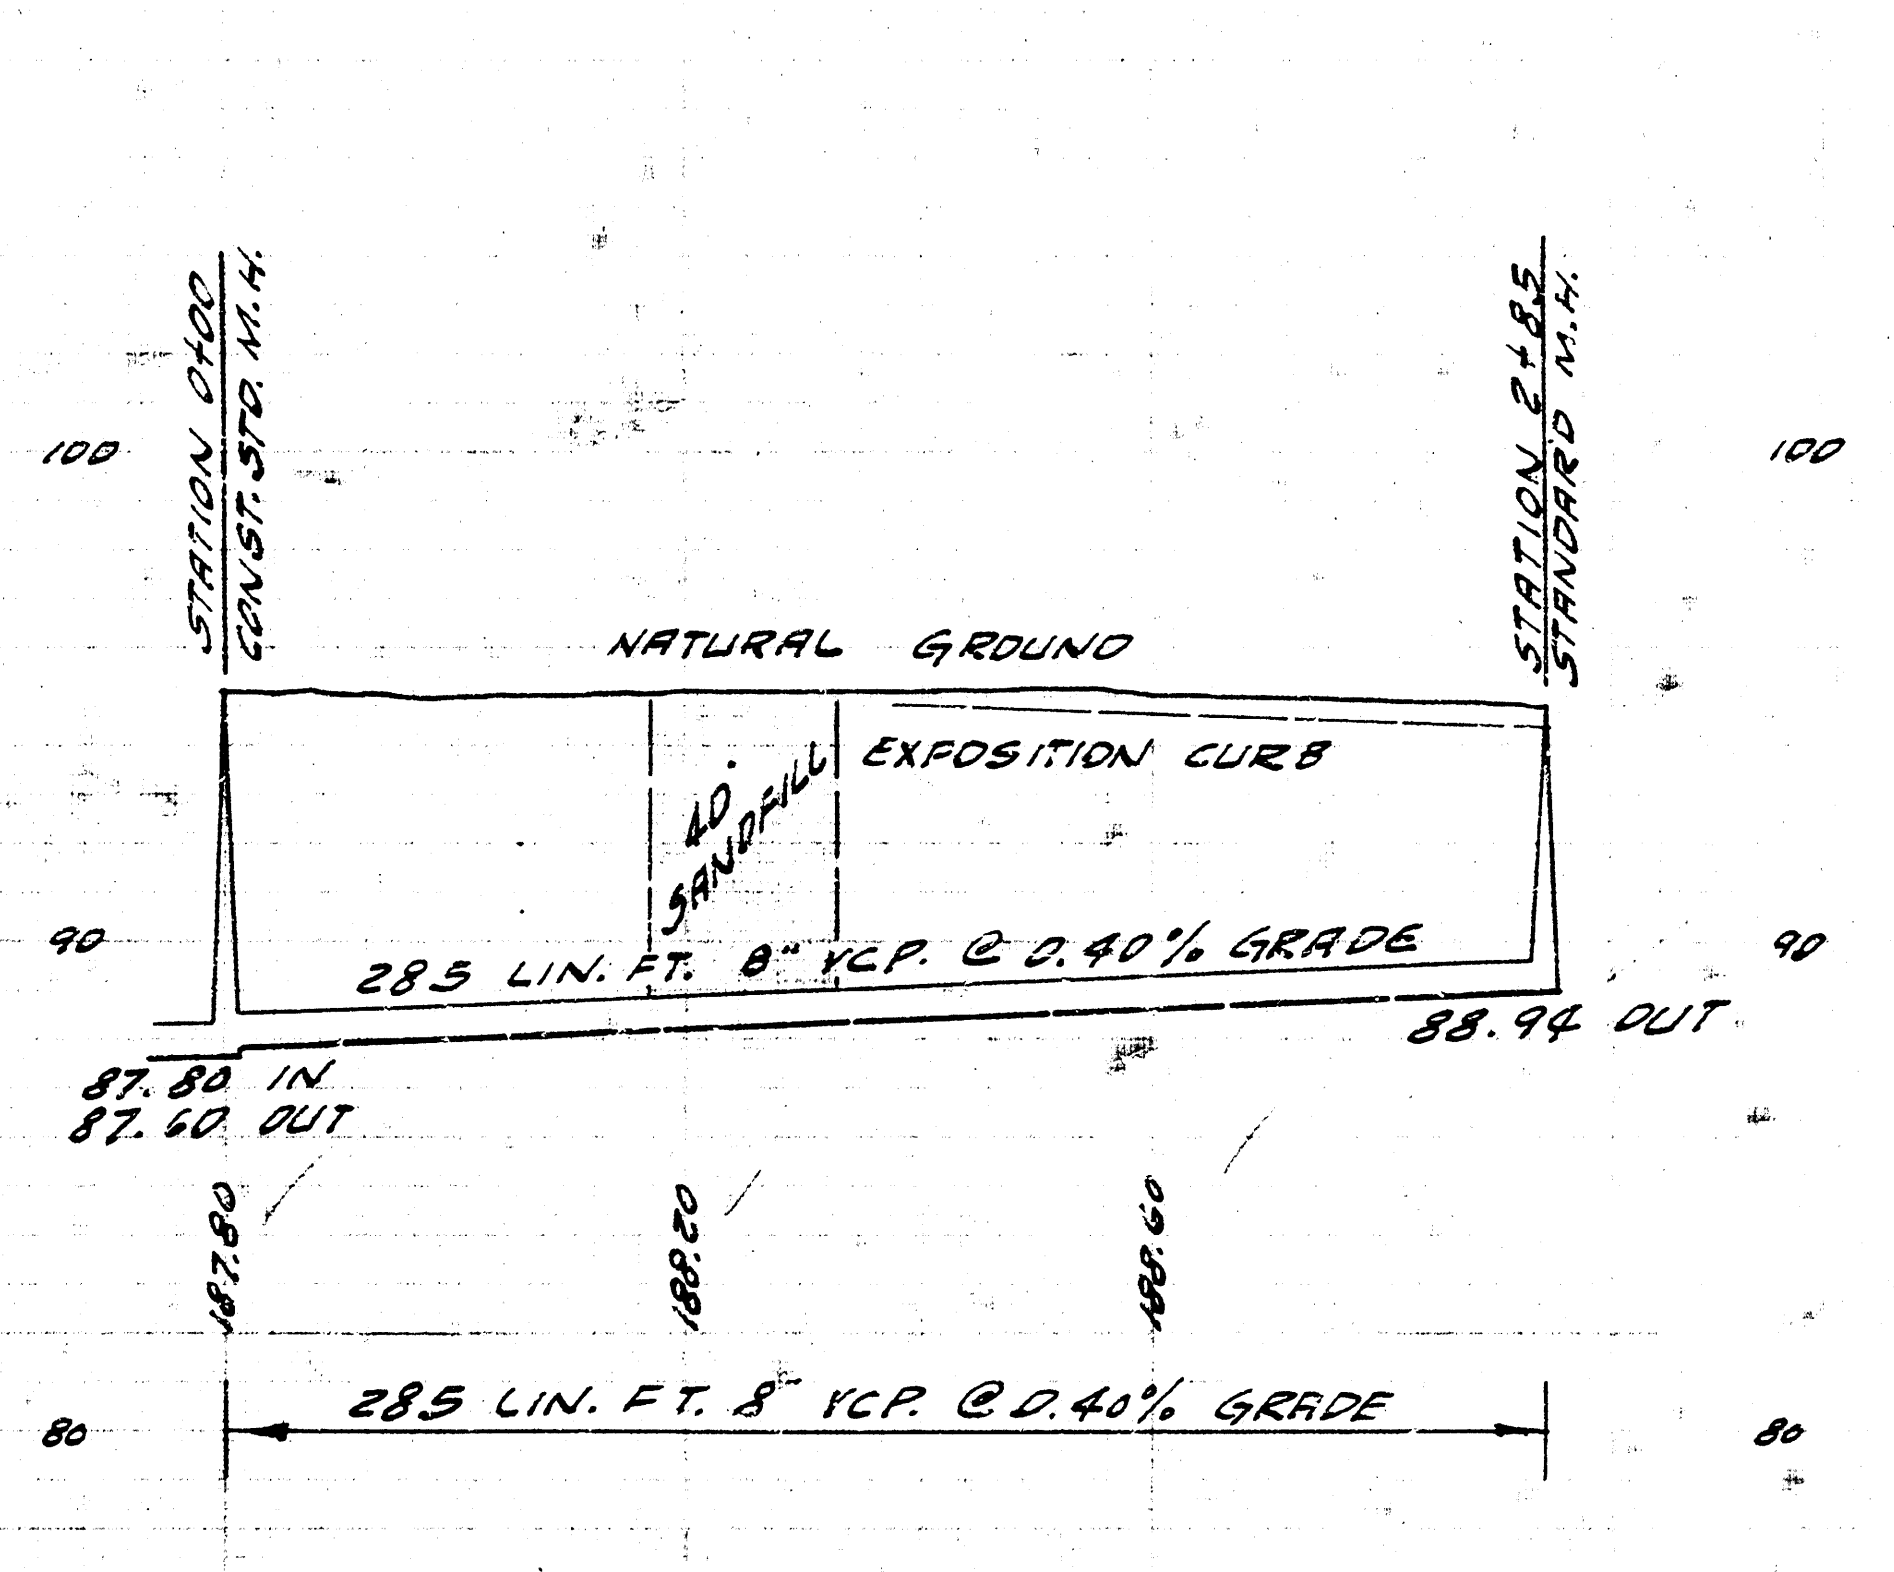 STATION 0+00
CONST. STD. M.H.
STATION 2+85
STANDARD M.H.
100
100
NATURAL GROUND
EXPOSITION CURB
40'
SANDFILL
90
90
285 LIN. FT. 8" VCP. @ 0.40% GRADE
88.94 OUT
87.80 IN
87.60 OUT
187.80
188.20
188.60
285 LIN. FT. 8" VCP. @ 0.40% GRADE
80
80